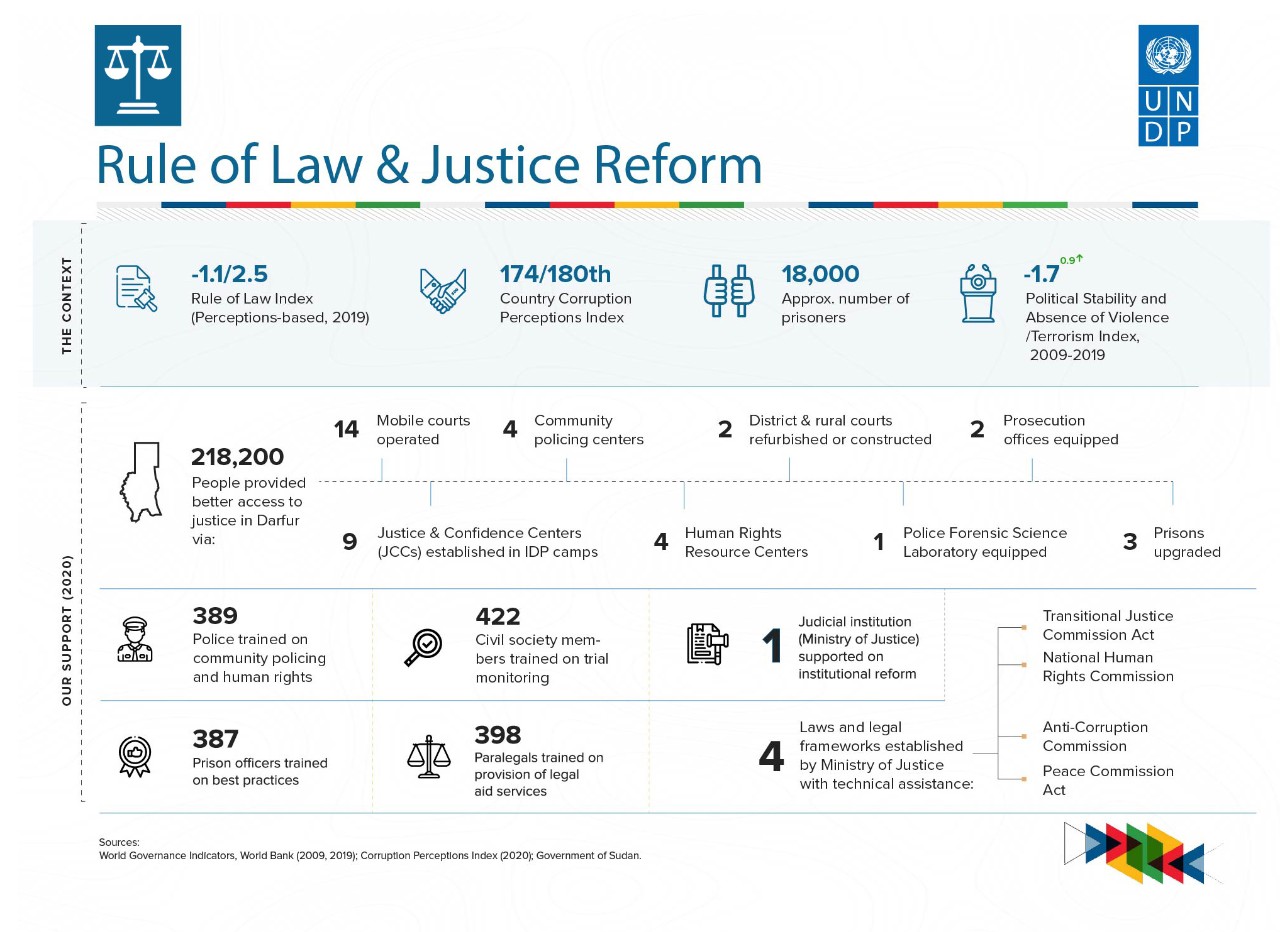 U N
D P
Rule of Law & Justice Reform
THE CONTEXT
-1.1/2.5
Rule of Law Index
(Perceptions-based, 2019)
174/180th
Country Corruption
Perceptions Index
18,000
Approx. number of
prisoners
-1.7 0.9↑
Political Stability and
Absence of Violence
/Terrorism Index,
2009-2019
OUR SUPPORT (2020)
218,200
People provided
better access to
justice in Darfur
via:
14
Mobile courts
operated
4
Community
policing centers
2
District & rural courts
refurbished or constructed
2
Prosecution
offices equipped
9
Justice & Confidence Centers
(JCCs) established in IDP camps
4
Human Rights
Resource Centers
1
Police Forensic Science
Laboratory equipped
3
Prisons
upgraded
389
Police trained on
community policing
and human rights
422
Civil society mem-
bers trained on trial
monitoring
1
Judicial institution
(Ministry of Justice)
supported on
institutional reform
387
Prison officers trained
on best practices
398
Paralegals trained on
provision of legal
aid services
4
Laws and legal
frameworks established
by Ministry of Justice
with technical assistance:
Transitional Justice
Commission Act
National Human
Rights Commission
Anti-Corruption
Commission
Peace Commission
Act
Sources:
World Governance Indicators, World Bank (2009, 2019); Corruption Perceptions Index (2020); Government of Sudan.